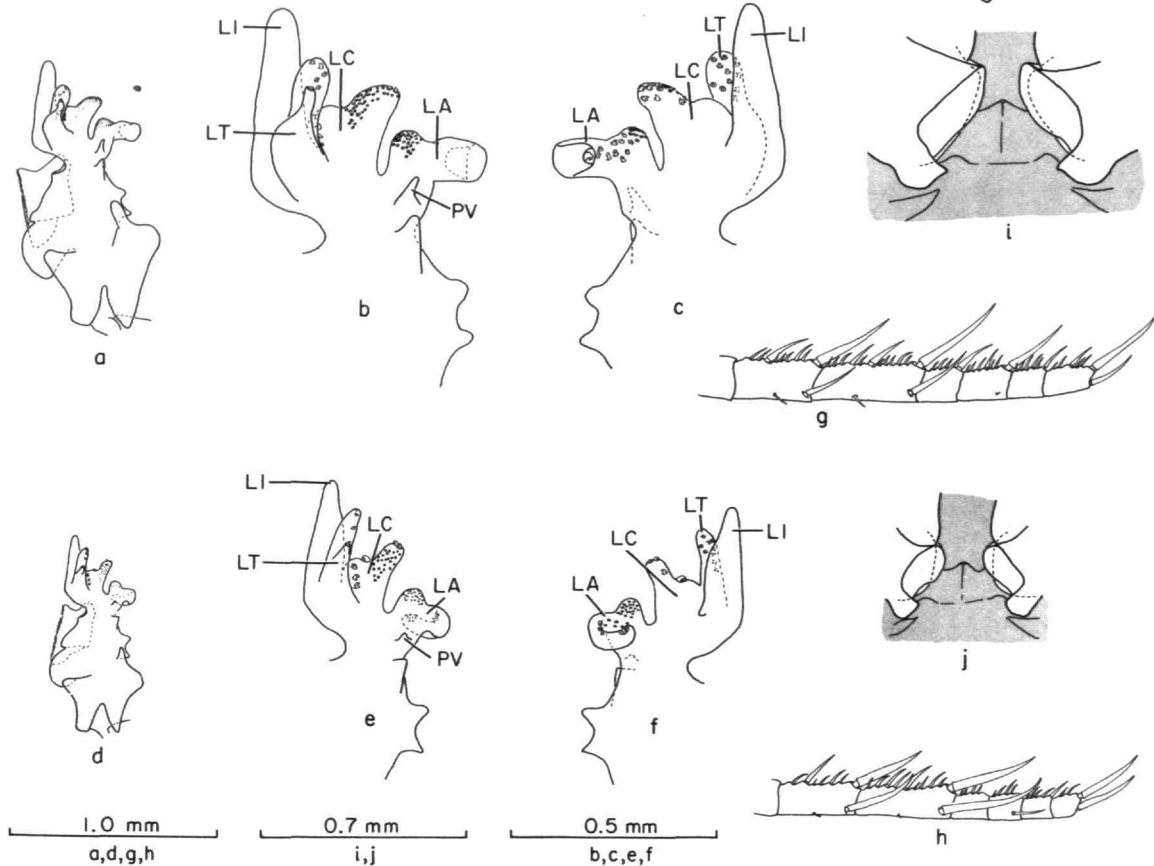 LI
LC
LT
LA
PV
LT
LI
LC
LA
a
b
c
i
g
LI
LC
LT
LA
PV
LT
LI
LC
LA
d
e
f
j
h
1.0 mm
a,d,g,h
0.7 mm
i,j
0.5 mm
b,c,e,f